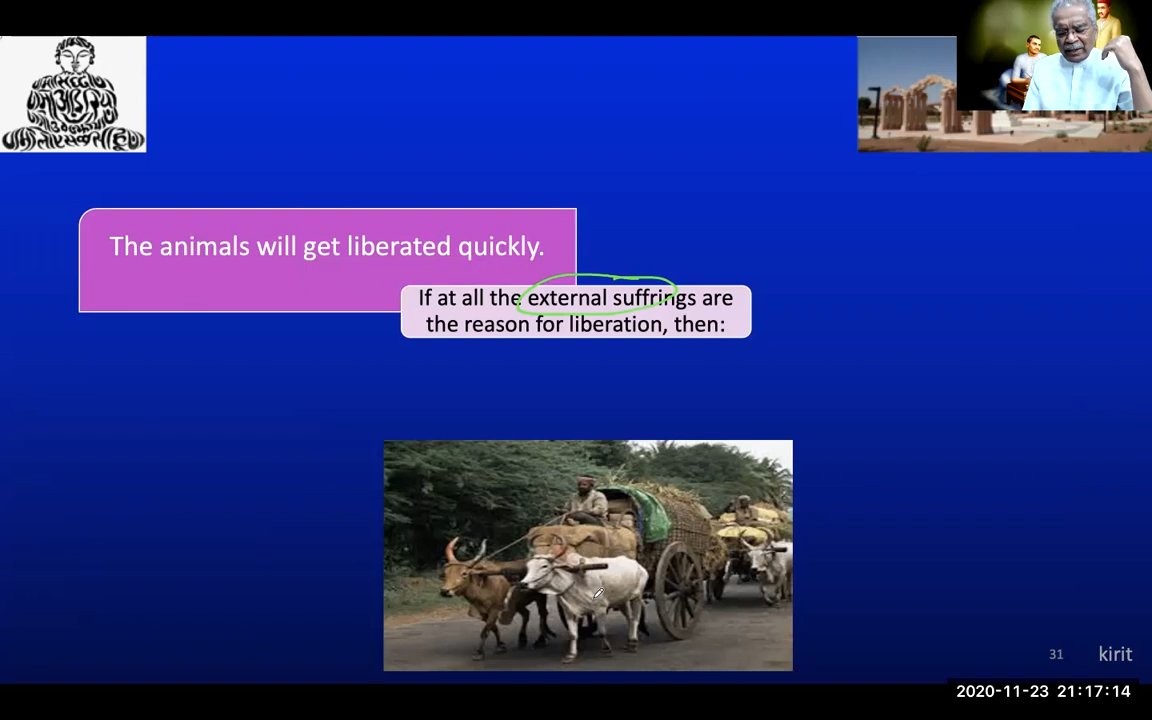 The animals will get liberated quickly.
If at all the external suffrings are
the reason for liberation, then:
31
kirit
2020-11-23 21:17:14